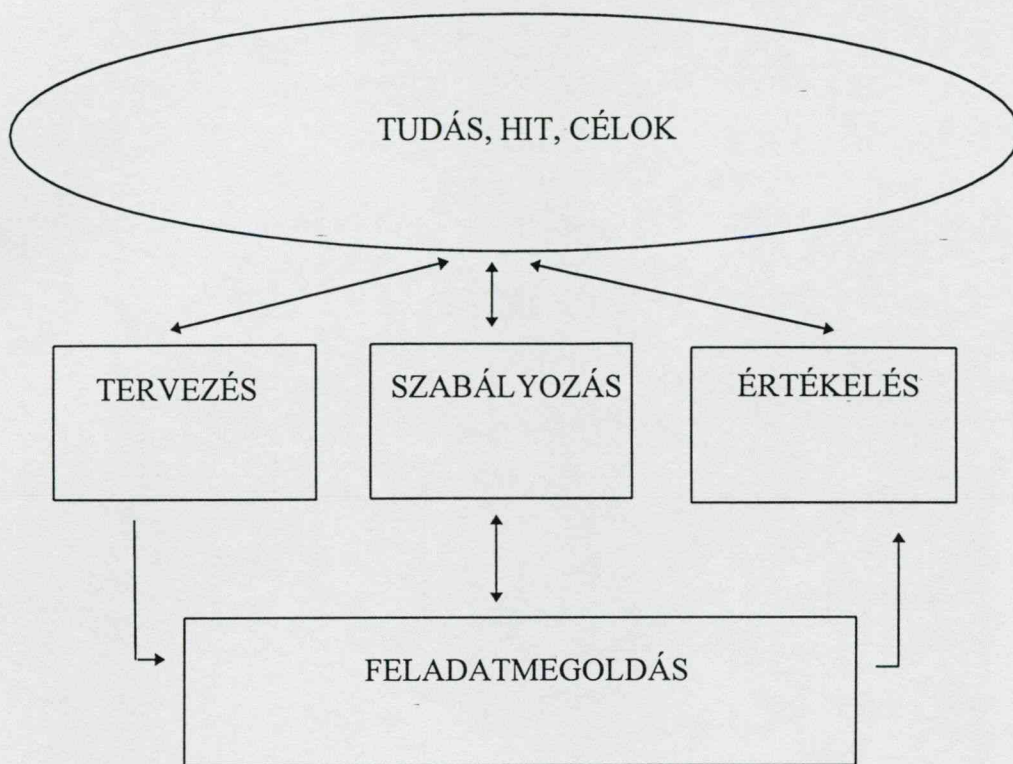 TUDÁS, HIT, CÉLOK
TERVEZÉS
SZABÁLYOZÁS
ÉRTÉKELÉS
FELADATMEGOLDÁS